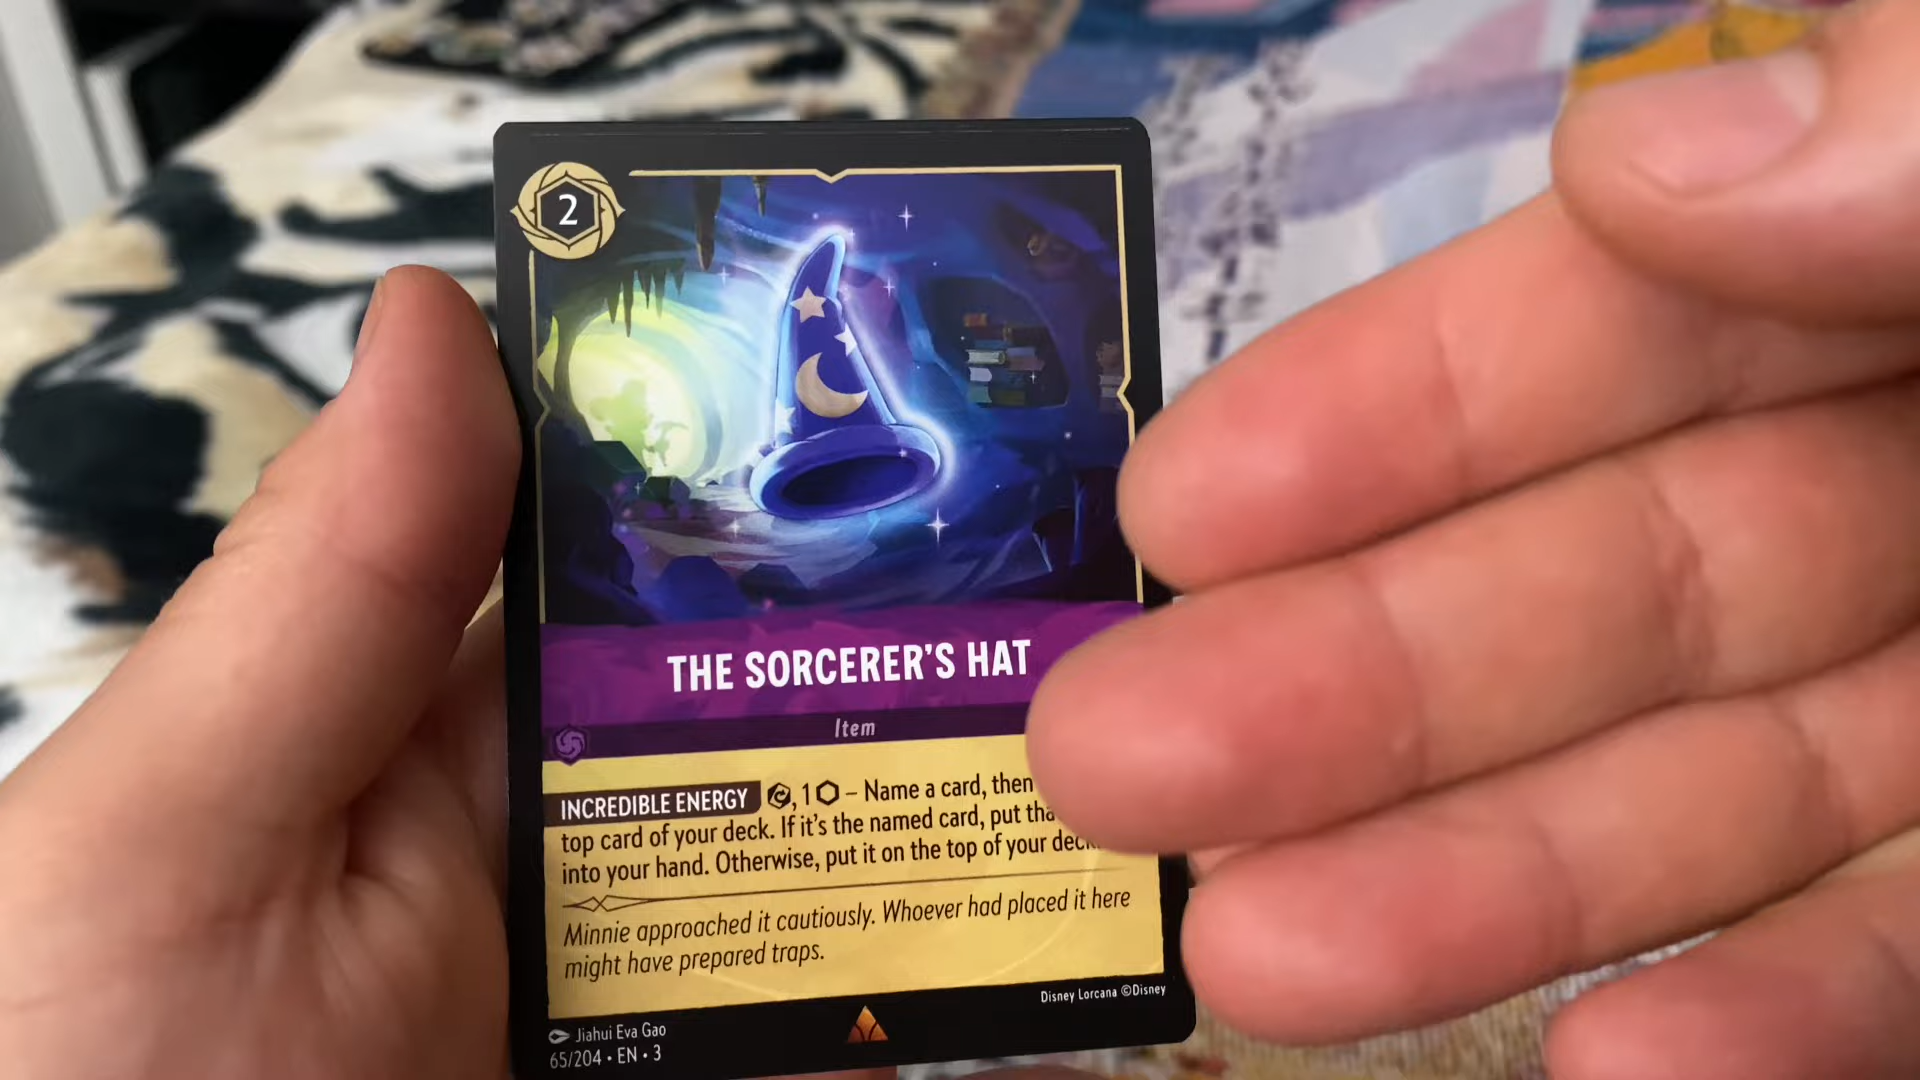 2
THE SORCERER'S HAT
Item
INCREDIBLE ENERGY , 1 – Name a card, then
top card of your deck. If it's the named card, put
into your hand. Otherwise, put it on the top of your deck.
Minnie approached it cautiously. Whoever had placed it here
might have prepared traps.
Disney Lorcana ©Disney
Jiahui Eva Gao
65/204 • EN • 3